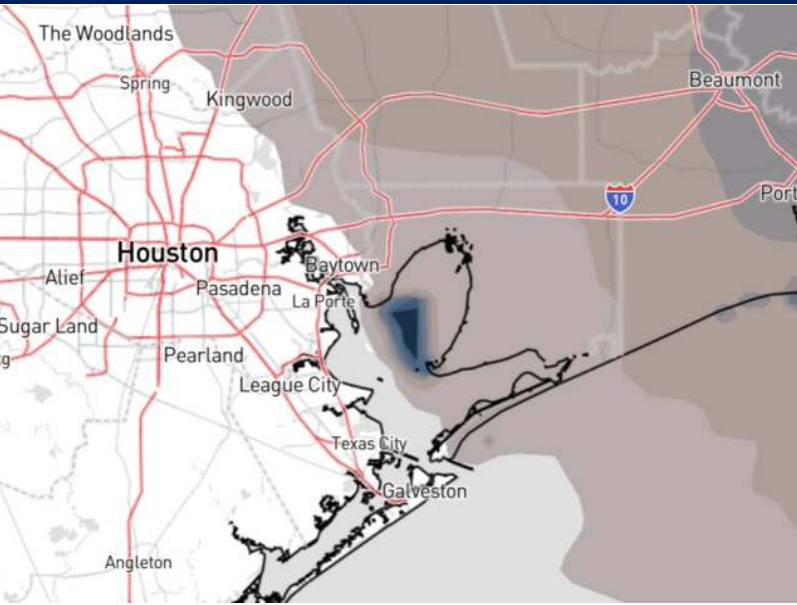 The Woodlands
Spring
Kingwood
Beaumont
10
Port
Houston
Baytown
Alief
Pasadena
La Porte
Sugar Land
rg
Pearland
League City
Texas City
Galveston
Angleton